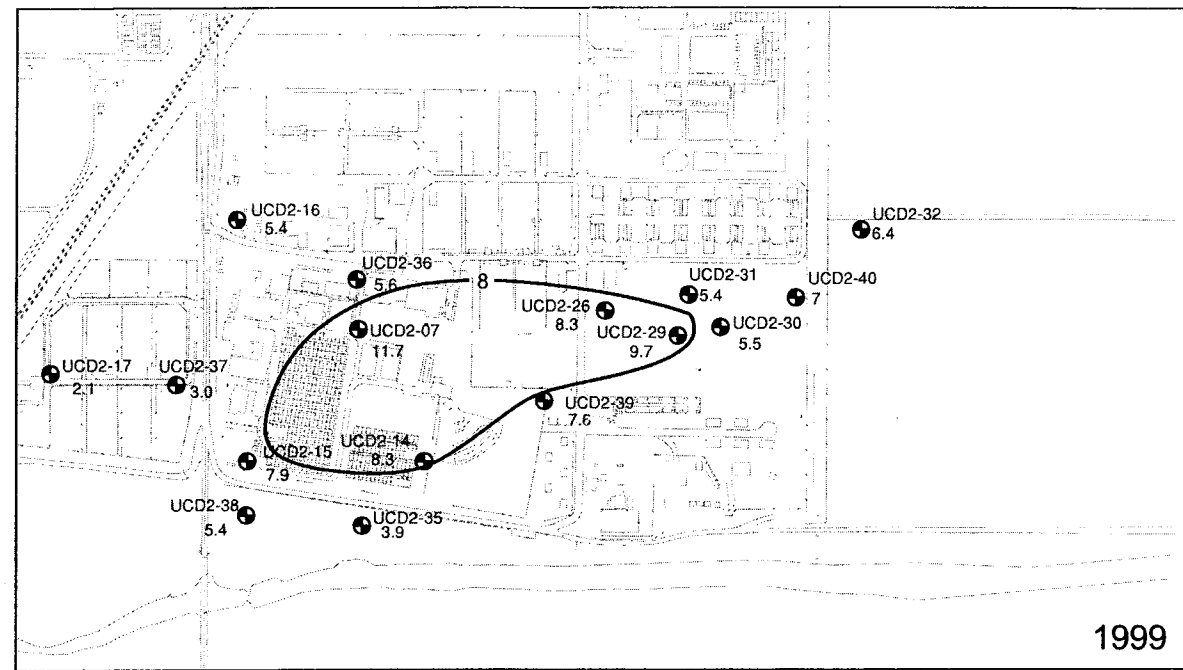 UCD2-16
5.4
UCD2-32
6.4
UCD2-36
5.6
8
UCD2-31
5.4
UCD2-40
7
UCD2-26
8.3
UCD2-07
11.7
UCD2-29
9.7
UCD2-30
5.5
UCD2-17
2.1
UCD2-37
3.0
UCD2-39
7.6
UCD2-15
7.9
UCD2-14
8.3
UCD2-38
5.4
UCD2-35
3.9
1999